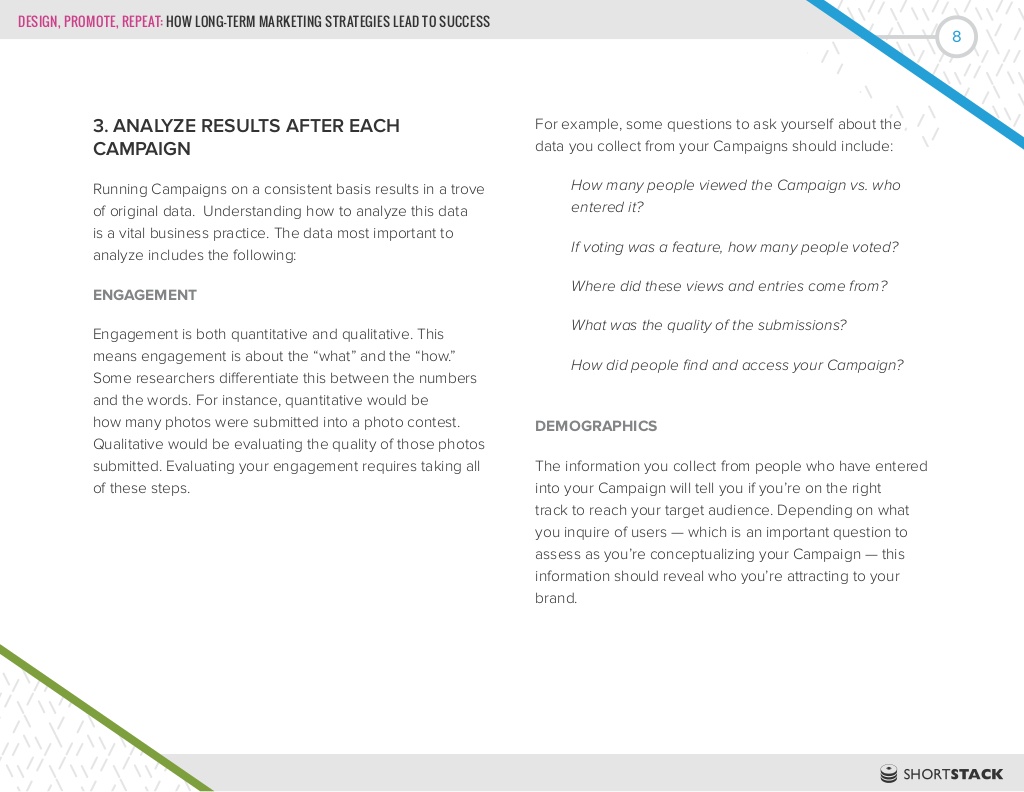 DESIGN, PROMOTE, REPEAT: HOW LONG-TERM MARKETING STRATEGIES LEAD TO SUCCESS
8
3. ANALYZE RESULTS AFTER EACH
CAMPAIGN
Running Campaigns on a consistent basis results in a trove
of original data.  Understanding how to analyze this data
is a vital business practice. The data most important to
analyze includes the following:
ENGAGEMENT
Engagement is both quantitative and qualitative. This
means engagement is about the “what” and the “how.”
Some researchers differentiate this between the numbers
and the words. For instance, quantitative would be
how many photos were submitted into a photo contest.
Qualitative would be evaluating the quality of those photos
submitted. Evaluating your engagement requires taking all
of these steps.
For example, some questions to ask yourself about the
data you collect from your Campaigns should include:
How many people viewed the Campaign vs. who
entered it?
If voting was a feature, how many people voted?
Where did these views and entries come from?
What was the quality of the submissions?
How did people find and access your Campaign?
DEMOGRAPHICS
The information you collect from people who have entered
into your Campaign will tell you if you’re on the right
track to reach your target audience. Depending on what
you inquire of users — which is an important question to
assess as you’re conceptualizing your Campaign — this
information should reveal who you’re attracting to your
brand.
SHORTSTACK